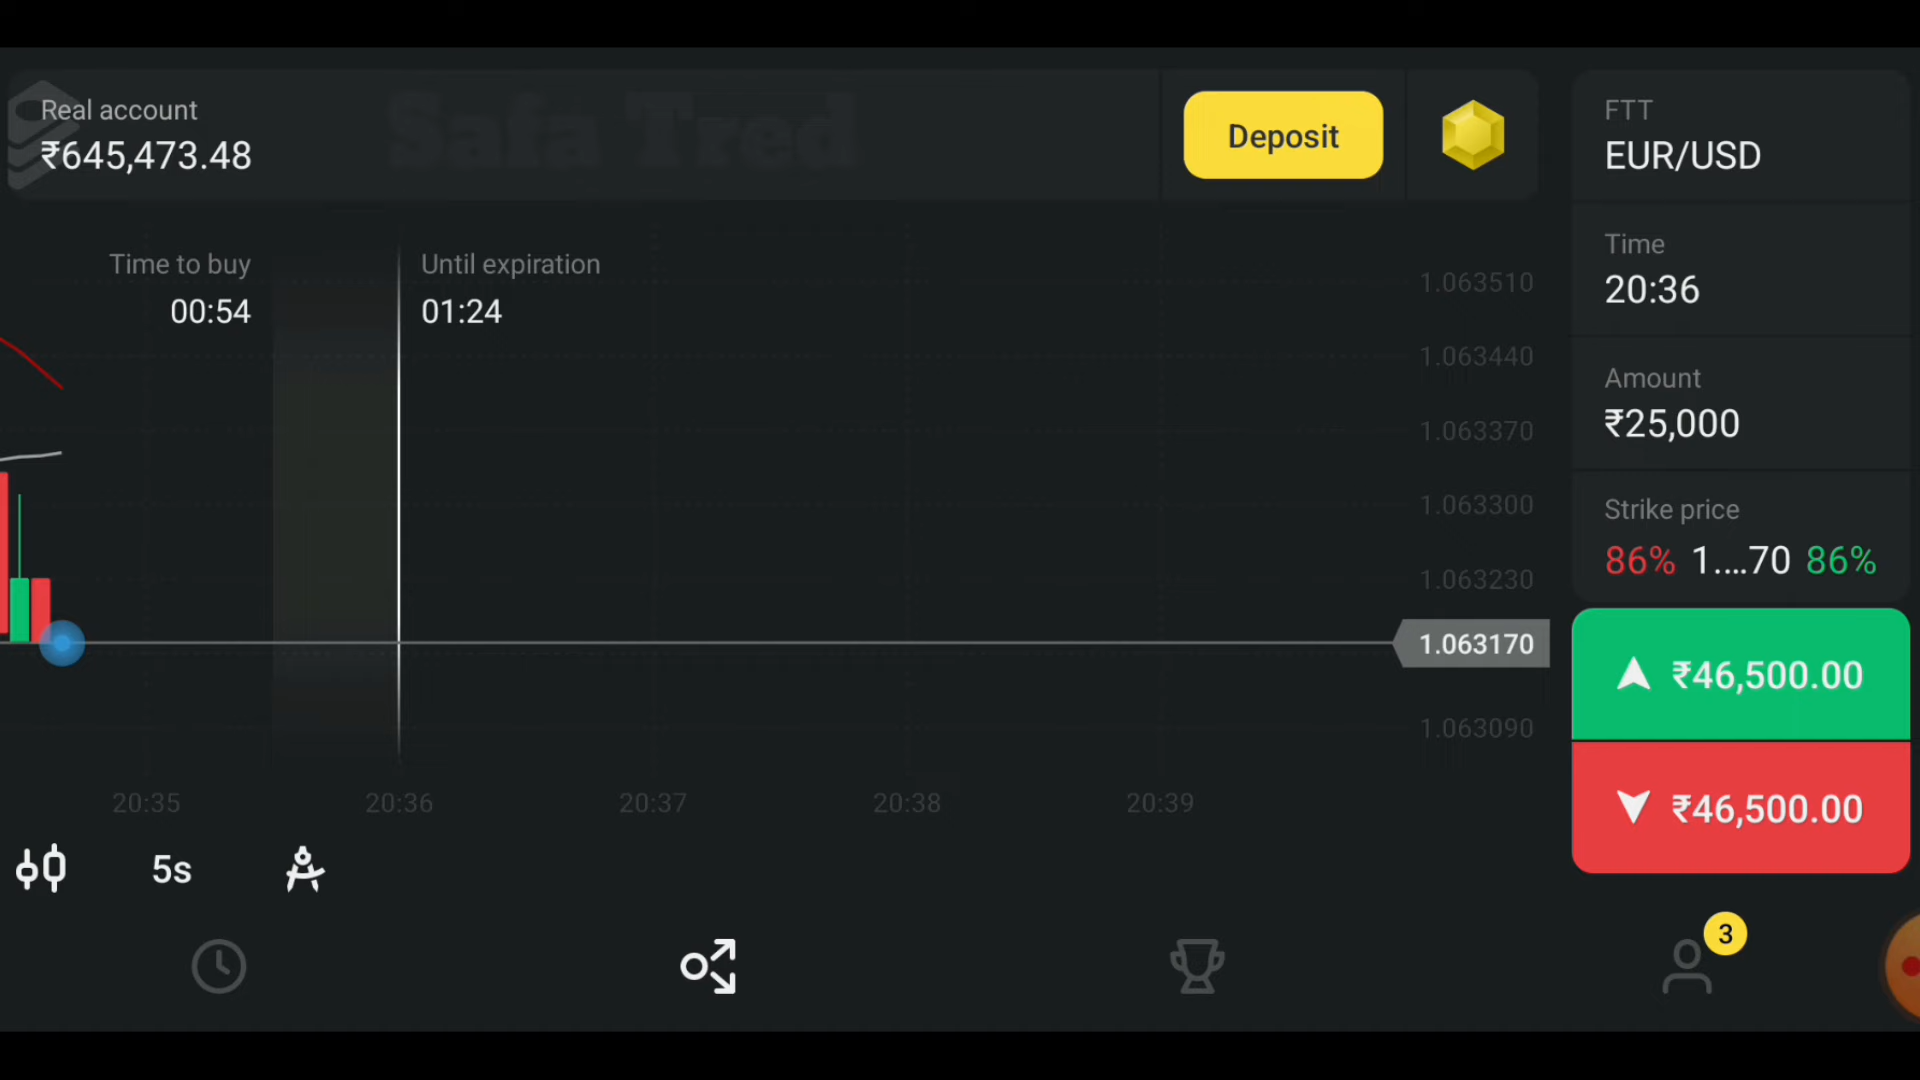 Real account
₹645,473.48
Safa Tred
Deposit
FTT
EUR/USD
Time to buy
00:54
Until expiration
01:24
Time
20:36
Amount
₹25,000
Strike price
86% 1....70 86%
1.063510
1.063440
1.063370
1.063300
1.063230
1.063170
1.063090
₹46,500.00
₹46,500.00
20:35
20:36
20:37
20:38
20:39
5s
3